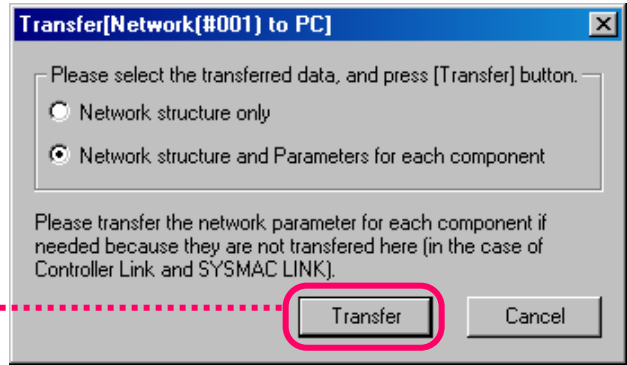 Transfer[Network(#001) to PC]
Please select the transferred data, and press [Transfer] button.
Network structure only
Network structure and Parameters for each component
Please transfer the network parameter for each component if
needed because they are not transfered here (in the case of
Controller Link and SYSMAC LINK).
Transfer
Cancel